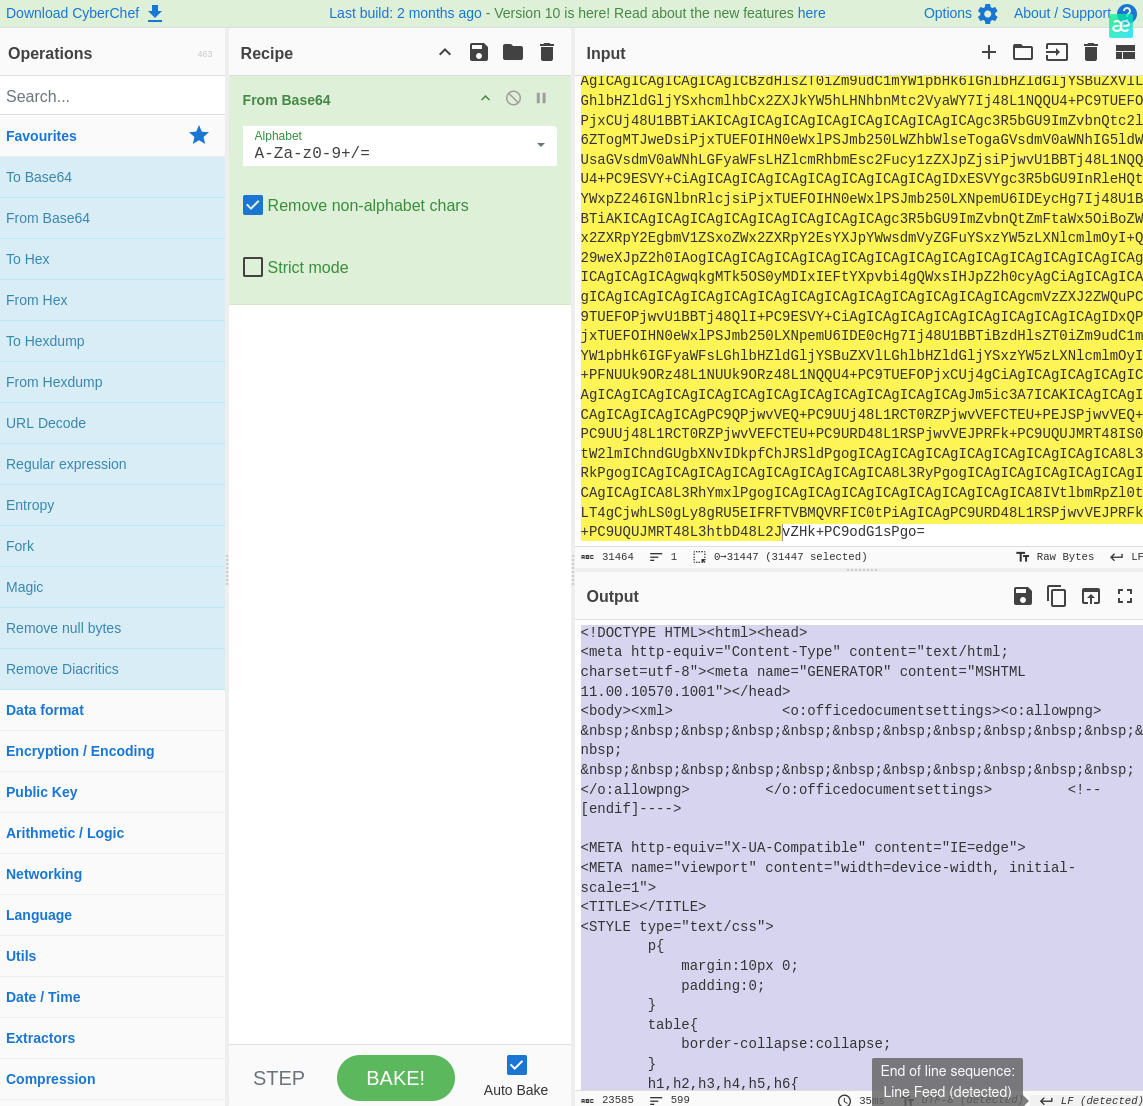 Download CyberChef
Last build: 2 months ago - Version 10 is here! Read about the new features here
Options
About / Support
æ
Operations
463
Search...
Favourites
To Base64
From Base64
To Hex
From Hex
To Hexdump
From Hexdump
URL Decode
Regular expression
Entropy
Fork
Magic
Remove null bytes
Remove Diacritics
Data format
Encryption / Encoding
Public Key
Arithmetic / Logic
Networking
Language
Utils
Date / Time
Extractors
Compression
Recipe
From Base64
Alphabet
A-Za-z0-9+/=
Remove non-alphabet chars
Strict mode
STEP
BAKE!
Auto Bake
Input
AgICAgICAgICAgICAgICBzdHlsZT0iZm9udC1mYW1pbHk6IGhlbHZldGljYSBuZXVlL
GhlbHZldGljYSxhcmlhbCx2ZXJkYW5hLHNhbnMtc2VyaWY7Ij48L1NQQU4+PC9TUEFO
PjxCUj48U1BBTiAKICAgICAgICAgICAgICAgICAgICAgICAgc3R5bGU9ImZvbnQtc2l
6ZTogMTJweDsiPjxTUEFOIHN0eWxlPSJmb250LWZhbWlseTogaGVsdmV0aWNhIG5ldW
UsaGVsdmV0aWNhLGFyaWFsLHZlcmRhbmEsc2Fucy1zZXJpZjsiPjwvU1BBTj48L1NQQ
U4+PC9ESVY+CiAgICAgICAgICAgICAgICAgICAgIDxESVYgc3R5bGU9InRleHQt
YWxpZ246IGNlbnRlcjsiPjxTUEFOIHN0eWxlPSJmb250LXNpemU6IDEycHg7Ij48U1B
BTiAKICAgICAgICAgICAgICAgICAgICAgICAgc3R5bGU9ImZvbnQtZmFtaWx5OiBoZW
x2ZXRpY2EgbmV1ZSxoZWx2ZXRpY2EsYXJpYWwsdmVyZGFuYSxzYW5zLXNlcmlmOyI+Q
29weXJpZ2h0IAogICAgICAgICAgICAgICAgICAgICAgICAgICAgICAgICAgICAgICAg
ICAgICAgICAgwqkgMTk5OS0yMDIxIEFtYXpvbi4gQWxsIHJpZ2h0cyAgCiAgICAgICA
gICAgICAgICAgICAgICAgICAgICAgICAgICAgICAgICAgICAgICAgcmVzZXJ2ZWQuPC
9TUEFOPjwvU1BBTj48QlI+PC9ESVY+CiAgICAgICAgICAgICAgICAgICAgICAgIDxQP
jxTUEFOIHN0eWxlPSJmb250LXNpemU6IDE0cHg7Ij48U1BBTiBzdHlsZT0iZm9udC1m
YW1pbHk6IGFyaWFsLGhlbHZldGljYSBuZXVlLGhlbHZldGljYSxzYW5zLXNlcmlmOyI
+PFNUUk9ORz48L1NUUk9ORz48L1NQQU4+PC9TUEFOPjxCUj4gCiAgICAgICAgICAgIC
AgICAgICAgICAgICAgICAgICAgICAgICAgICAgICAgICAgJm5ic3A7ICAKICAgICAgI
CAgICAgICAgICAgPC9QPjwvVEQ+PC9UUj48L1RCT0RZPjwvVEFCTEU+PEJSPjwvVEQ+
PC9UUj48L1RCT0RZPjwvVEFCTEU+PC9URD48L1RSPjwvVEJPRFk+PC9UQUJMRT48IS0
tW2lmIChndGUgbXNvIDkpfChJRSldPgogICAgICAgICAgICAgICAgICAgICAgICA8L3
RkPgogICAgICAgICAgICAgICAgICAgICAgICA8L3RyPgogICAgICAgICAgICAgICAgI
CAgICAgICA8L3RhYmxlPgogICAgICAgICAgICAgICAgICAgICAgICA8IVtlbmRpZl0t
LT4gCjwhLS0gLy8gRU5EIFRFTVBMQVRFIC0tPiAgICAgPC9URD48L1RSPjwvVEJPRFk
+PC9UQUJMRT48L3htbD48L2JvZHk+PC9odG1sPgo=
31464
1
0→31447 (31447 selected)
Raw Bytes
LF
Output
<!DOCTYPE HTML><html><head>
<meta http-equiv="Content-Type" content="text/html;
charset=utf-8"><meta name="GENERATOR" content="MSHTML
11.00.10570.1001"></head>
<body><xml> <o:officedocumentsettings><o:allowpng>
&nbsp;&nbsp;&nbsp;&nbsp;&nbsp;&nbsp;&nbsp;&nbsp;&nbsp;&nbsp;&nbsp;&
nbsp;
&nbsp;&nbsp;&nbsp;&nbsp;&nbsp;&nbsp;&nbsp;&nbsp;&nbsp;&nbsp;&nbsp;
</o:allowpng> </o:officedocumentsettings> <!--
[endif]---->
<META http-equiv="X-UA-Compatible" content="IE=edge">
<META name="viewport" content="width=device-width, initial-
scale=1">
<TITLE></TITLE>
<STYLE type="text/css">
p{
margin:10px 0;
padding:0;
}
table{
border-collapse:collapse;
}
h1,h2,h3,h4,h5,h6{
End of line sequence:
Line Feed (detected)
23585
599
35ms
UTF-8 (detected)
LF (detected)